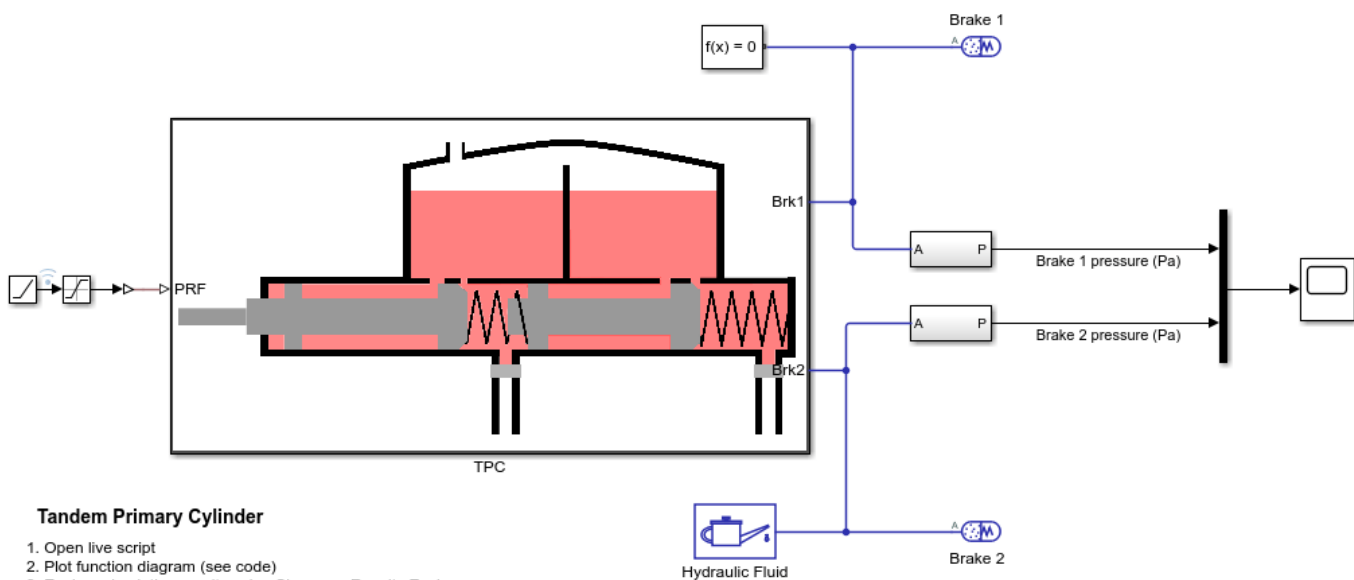 Brake 1
f(x) = 0
A
Brk1
A P
Brake 1 pressure (Pa)
PRF
A P
Brake 2 pressure (Pa)
Brk2
TPC
Tandem Primary Cylinder
1. Open live script
2. Plot function diagram (see code)
A
Brake 2
Hydraulic Fluid